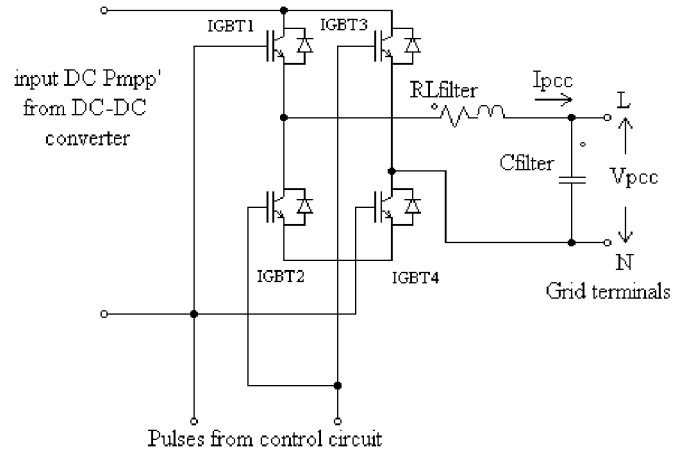 IGBT1
IGBT3
input DC Pmpp'
from DC-DC
converter
RLfilter
Ipcc
L
Cfilter
Vpcc
IGBT2
IGBT4
N
Grid terminals
Pulses from control circuit